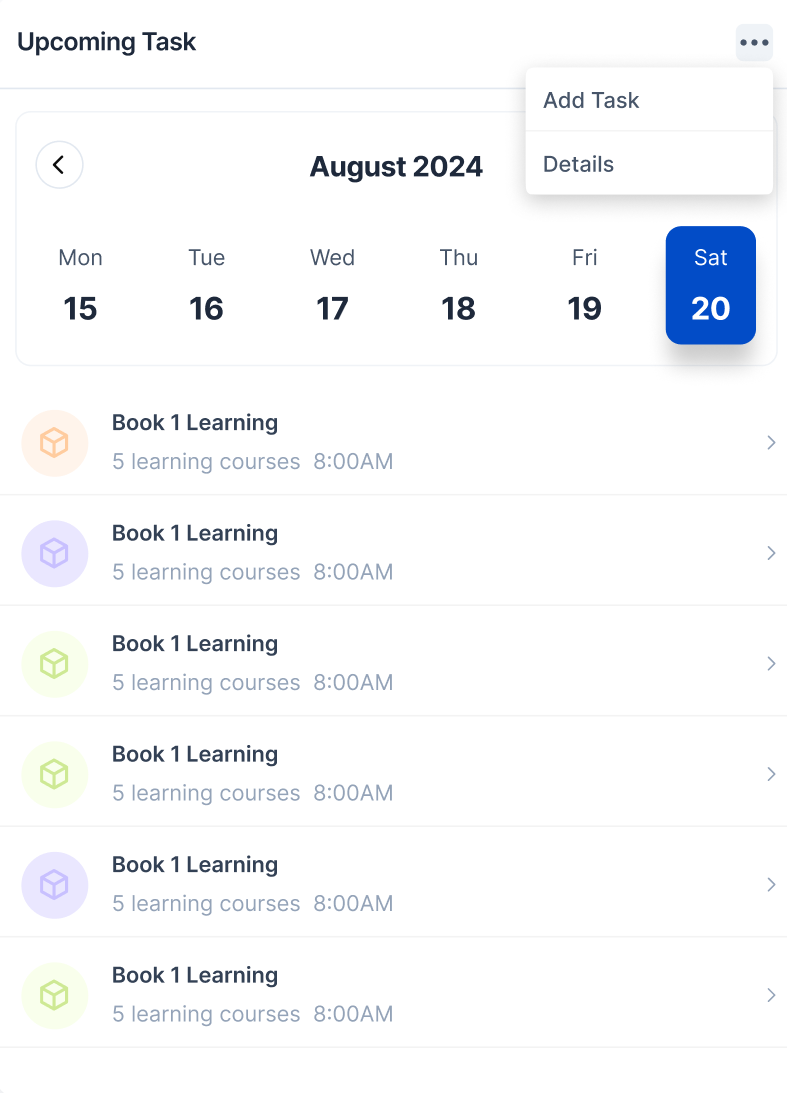 Upcoming Task
Add Task
Details
August 2024
Mon Tue Wed Thu Fri Sat
15 16 17 18 19 20
Book 1 Learning
5 learning courses 8:00AM
Book 1 Learning
5 learning courses 8:00AM
Book 1 Learning
5 learning courses 8:00AM
Book 1 Learning
5 learning courses 8:00AM
Book 1 Learning
5 learning courses 8:00AM
Book 1 Learning
5 learning courses 8:00AM